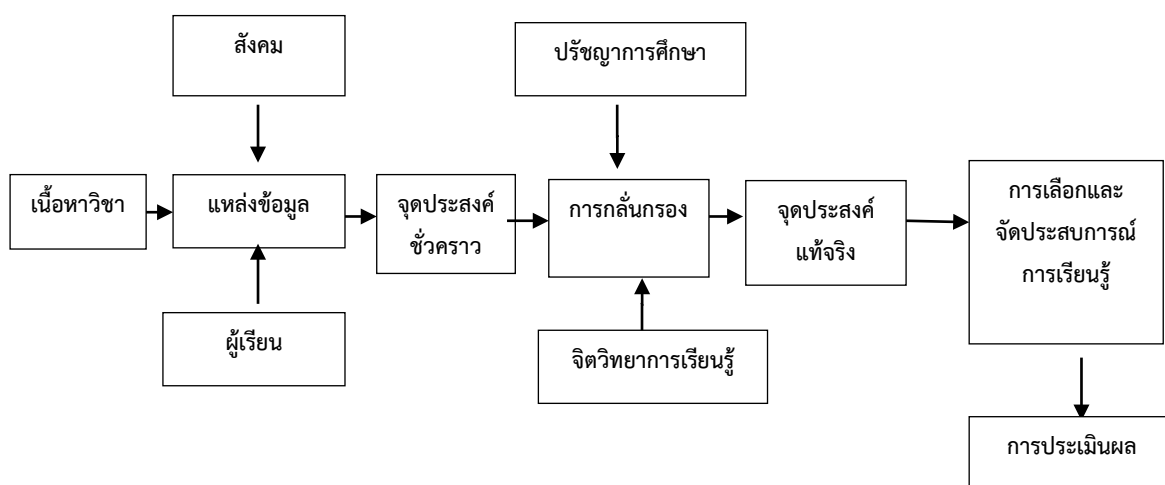 สังคม
ปรัชญาการศึกษา
เนื้อหาวิชา
แหล่งข้อมูล
จุดประสงค์
ชั่วคราว
การกลั่นกรอง
จุดประสงค์
แท้จริง
การเลือกและ
จัดประสบการณ์
การเรียนรู้
ผู้เรียน
จิตวิทยาการเรียนรู้
การประเมินผล